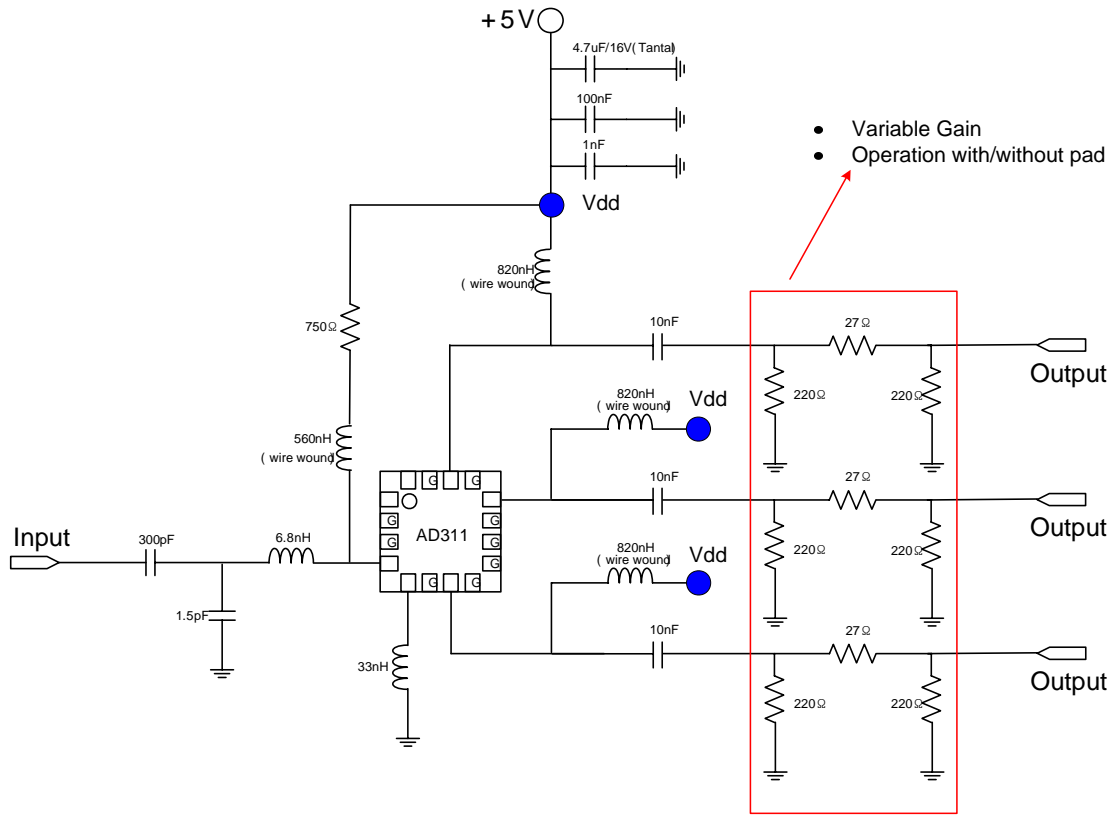 +5V
4.7uF/16V( Tantal)
100nF
1nF
• Variable Gain
• Operation with/without pad
Vdd
820nH
( wire wound)
750Ω
10nF
27Ω
Output
220Ω
220Ω
820nH
( wire wound)
Vdd
560nH
( wire wound)
10nF
27Ω
Output
G
G
G
G
AD311
G
G
G
G
G
Input
300pF
6.8nH
820nH
( wire wound)
Vdd
220Ω
220Ω
1.5pF
10nF
27Ω
Output
33nH
220Ω
220Ω